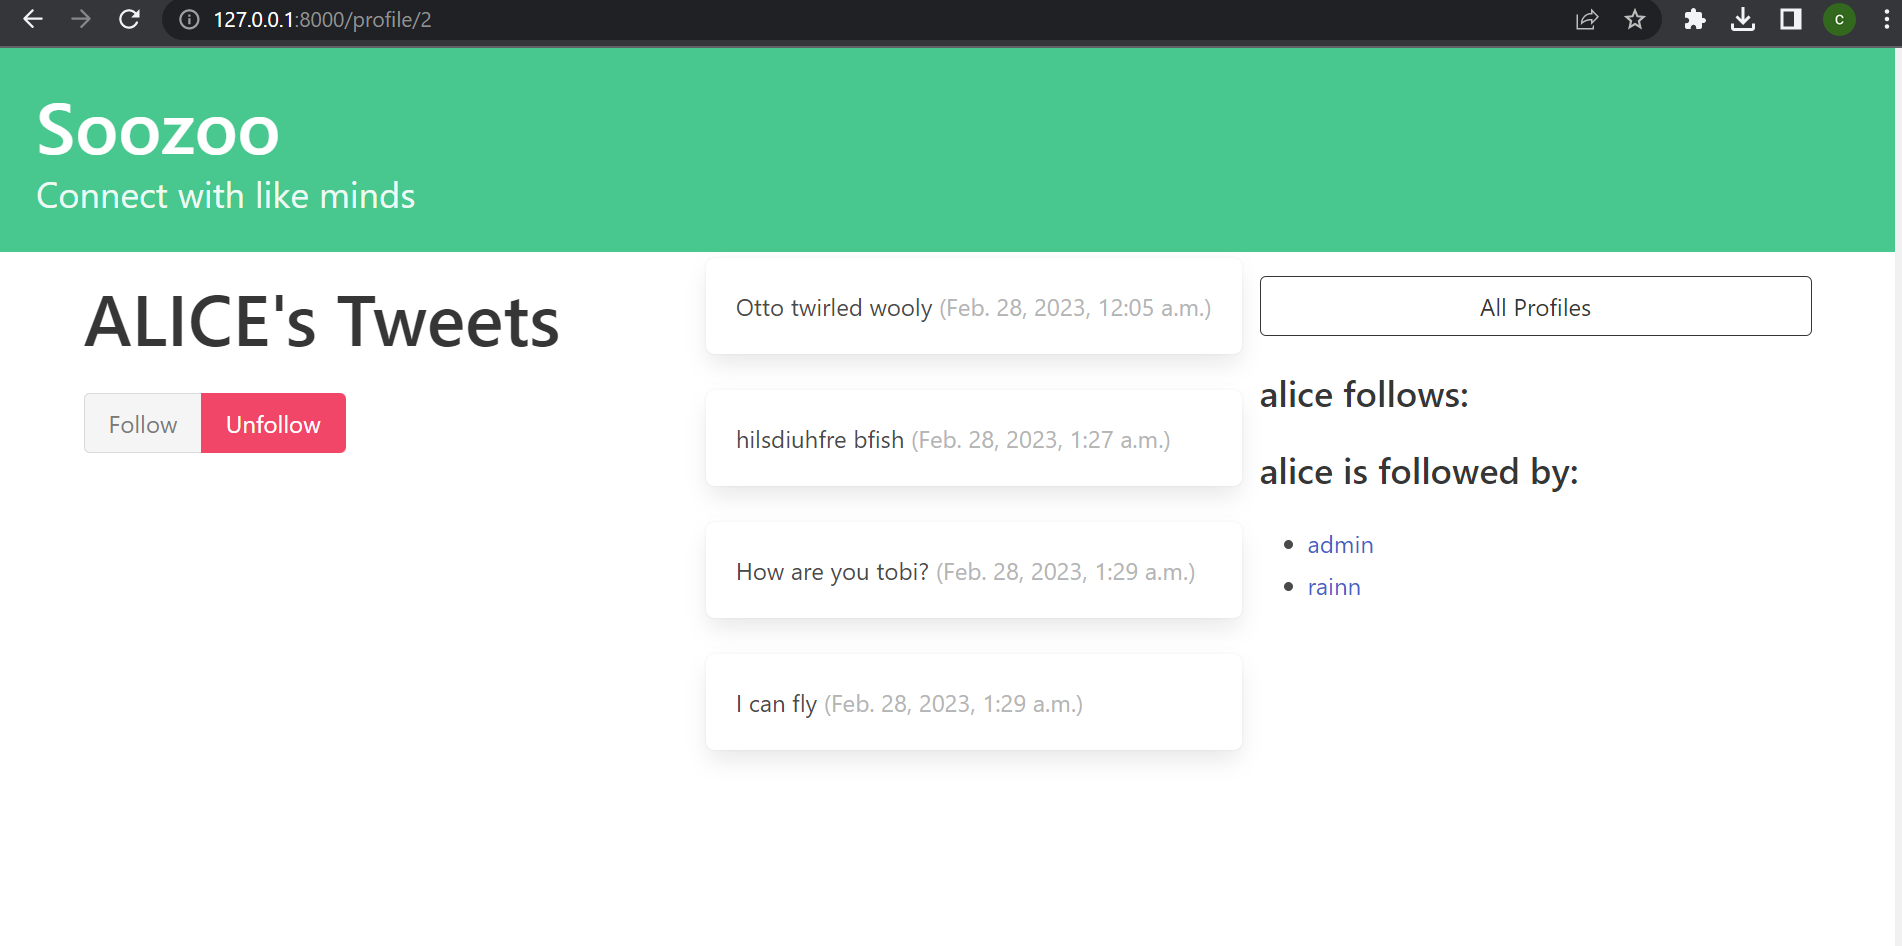 127.0.0.1:8000/profile/2
C
Soozoo
Connect with like minds
ALICE's Tweets
Follow Unfollow
Otto twirled wooly (Feb. 28, 2023, 12:05 a.m.)
hilsdiuhfre bfish (Feb. 28, 2023, 1:27 a.m.)
How are you tobi? (Feb. 28, 2023, 1:29 a.m.)
I can fly (Feb. 28, 2023, 1:29 a.m.)
All Profiles
alice follows:
alice is followed by:
admin
rainn